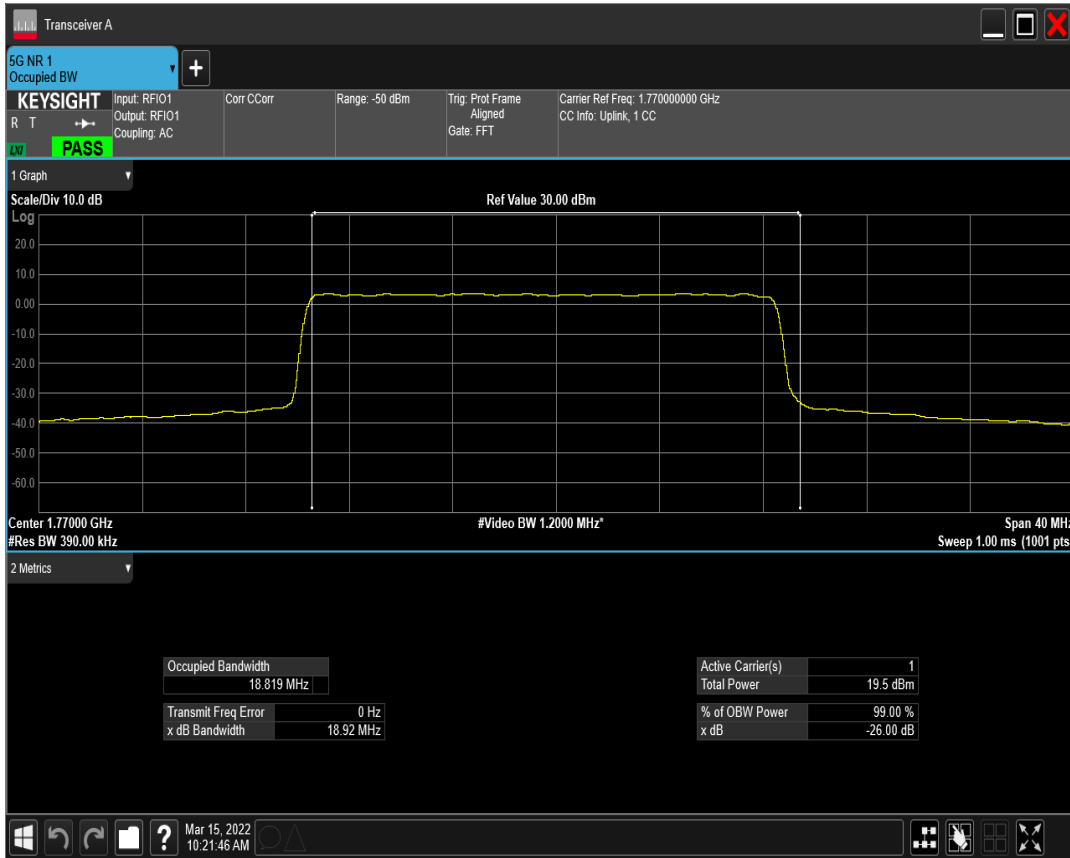 Transceiver A
5G NR 1
Occupied BW
+
KEYSIGHT
R T
LXI
PASS
Input: RFIO1
Output: RFIO1
Coupling: AC
Corr CCorr
Range: -50 dBm
Trig: Prot Frame
Aligned
Gate: FFT
Carrier Ref Freq: 1.770000000 GHz
CC Info: Uplink, 1 CC
1 Graph
Scale/Div 10.0 dB
Ref Value 30.00 dBm
Log
20.0
10.0
0.00
-10.0
-20.0
-30.0
-40.0
-50.0
-60.0
Center 1.77000 GHz
#Video BW 1.2000 MHz*
Span 40 MHz
#Res BW 390.00 kHz
Sweep 1.00 ms (1001 pts
2 Metrics
Occupied Bandwidth
18.819 MHz
Transmit Freq Error 0 Hz
x dB Bandwidth 18.92 MHz
Active Carrier(s) 1
Total Power 19.5 dBm
% of OBW Power 99.00 %
x dB -26.00 dB
?
Mar 15, 2022
10:21:46 AM